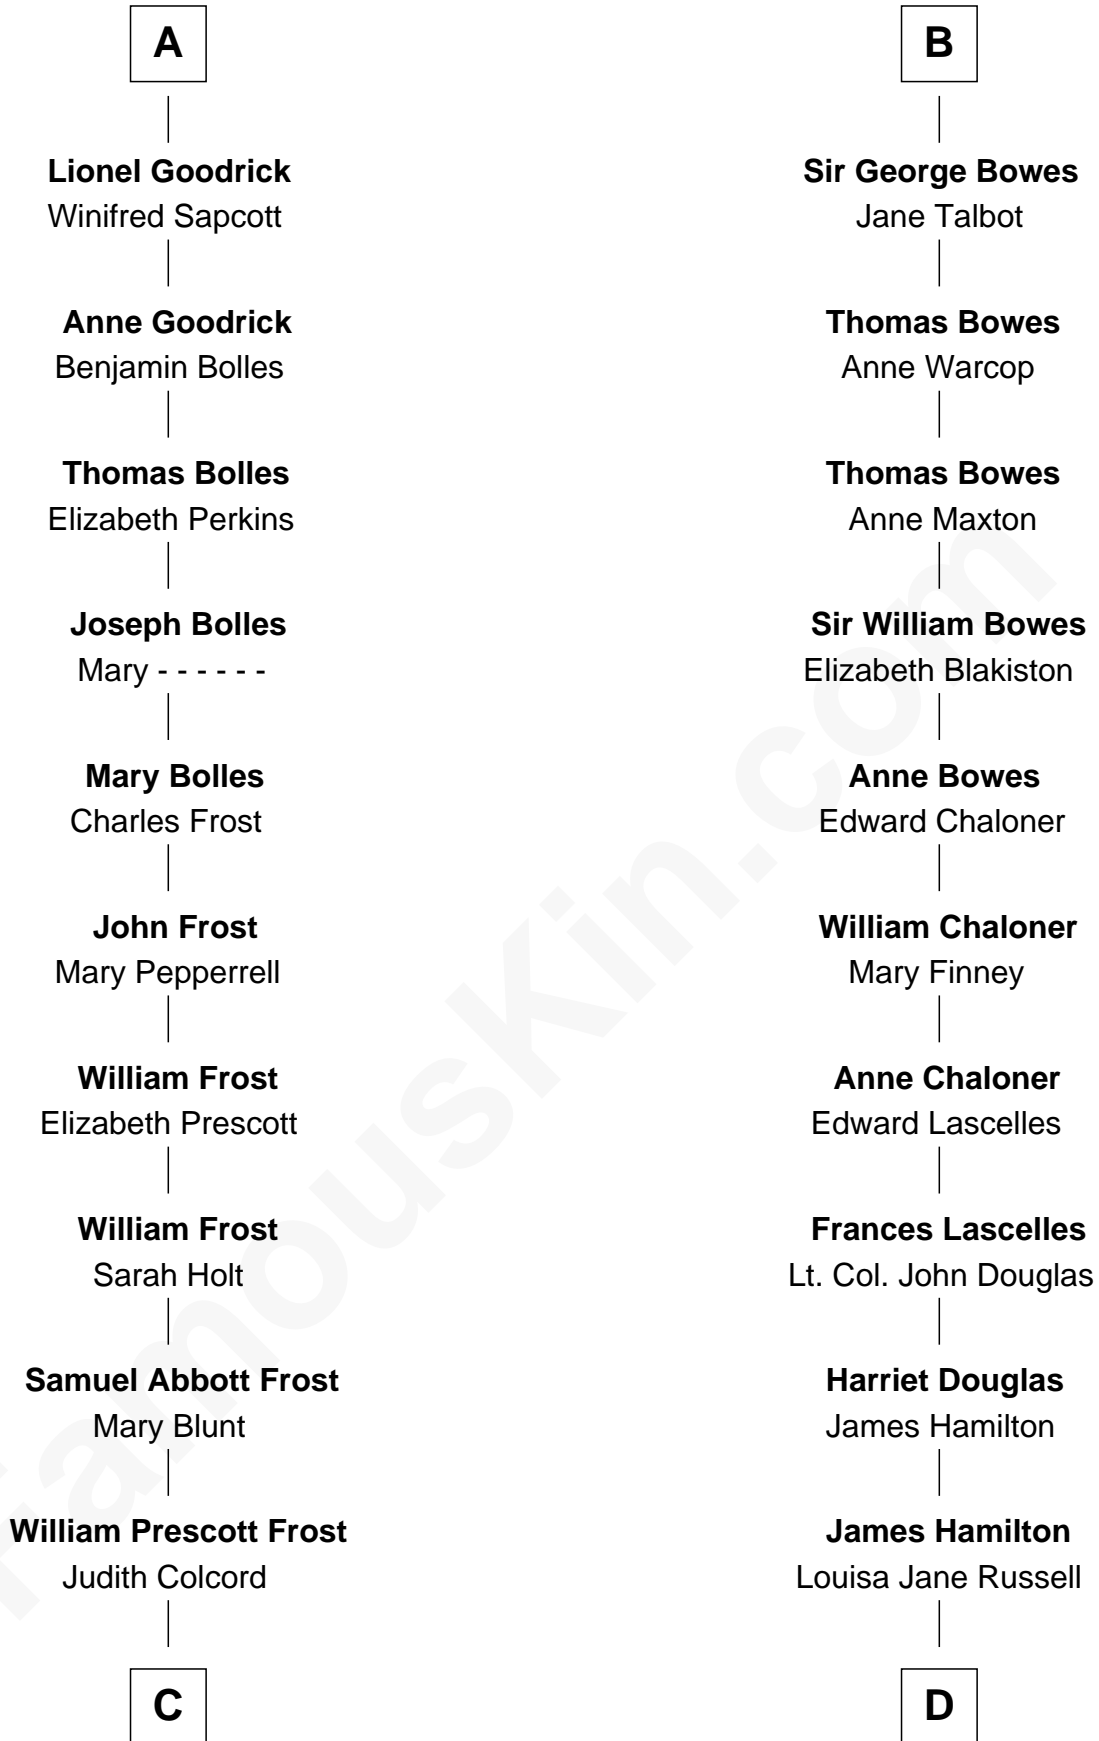 A
Lionel Goodrick
Winifred Sapcott
Anne Goodrick
Benjamin Bolles
Thomas Bolles
Elizabeth Perkins
Joseph Bolles
Mary - - - - - -
Mary Bolles
Charles Frost
John Frost
Mary Pepperrell
William Frost
Elizabeth Prescott
William Frost
Sarah Holt
Samuel Abbott Frost
Mary Blunt
William Prescott Frost
Judith Colcord
C
B
Sir George Bowes
Jane Talbot
Thomas Bowes
Anne Warcop
Thomas Bowes
Anne Maxton
Sir William Bowes
Elizabeth Blakiston
Anne Bowes
Edward Chaloner
William Chaloner
Mary Finney
Anne Chaloner
Edward Lascelles
Frances Lascelles
Lt. Col. John Douglas
Harriet Douglas
James Hamilton
James Hamilton
Louisa Jane Russell
D
FamousKin.com